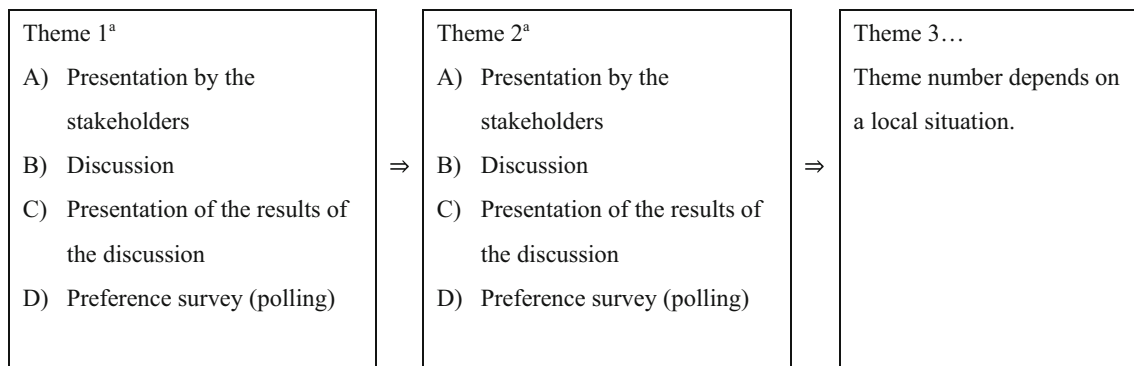 Theme 1ᵃ
A) Presentation by the
stakeholders
B) Discussion
C) Presentation of the results of
the discussion
D) Preference survey (polling)
⇒
Theme 2ᵃ
A) Presentation by the
stakeholders
B) Discussion
C) Presentation of the results of
the discussion
D) Preference survey (polling)
⇒
Theme 3…
Theme number depends on
a local situation.